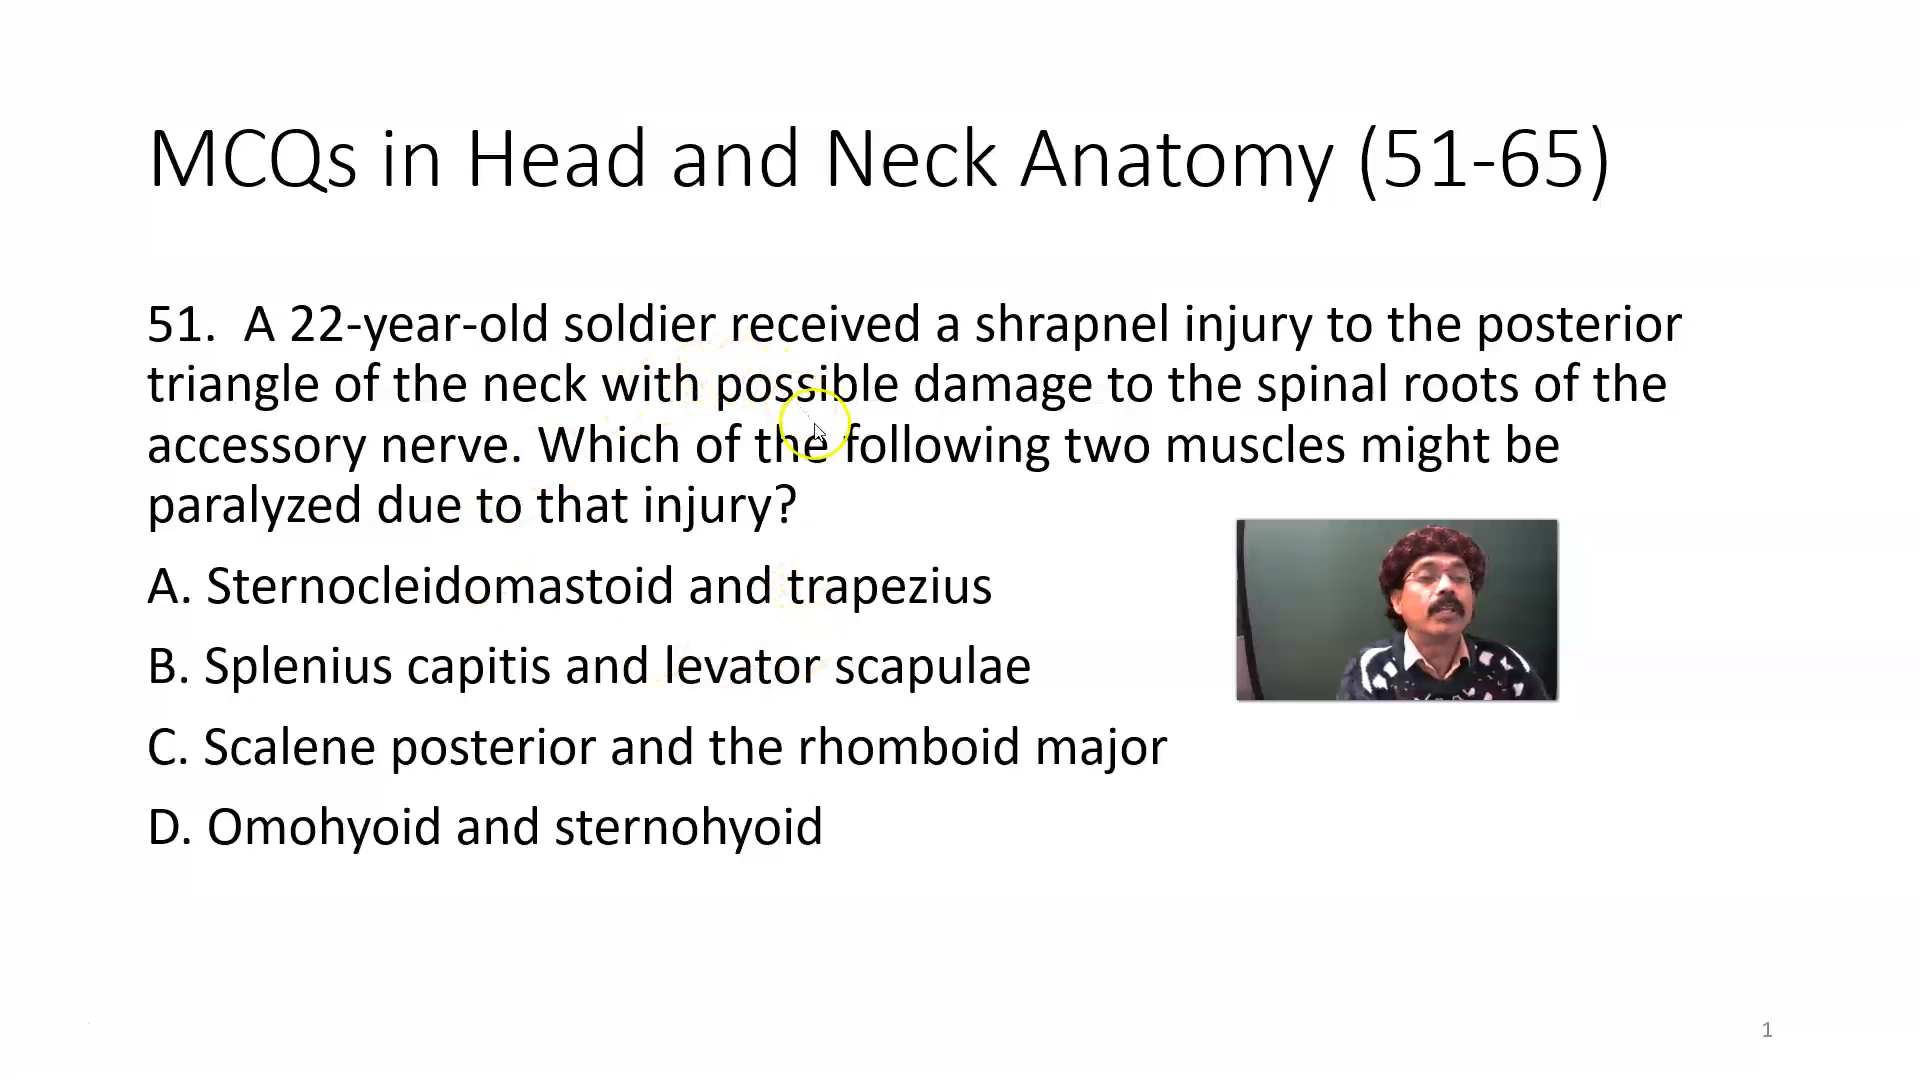 MCQs in Head and Neck Anatomy (51-65)
51. A 22-year-old soldier received a shrapnel injury to the posterior
triangle of the neck with possible damage to the spinal roots of the
accessory nerve. Which of the following two muscles might be
paralyzed due to that injury?
A. Sternocleidomastoid and trapezius
B. Splenius capitis and levator scapulae
C. Scalene posterior and the rhomboid major
D. Omohyoid and sternohyoid
1